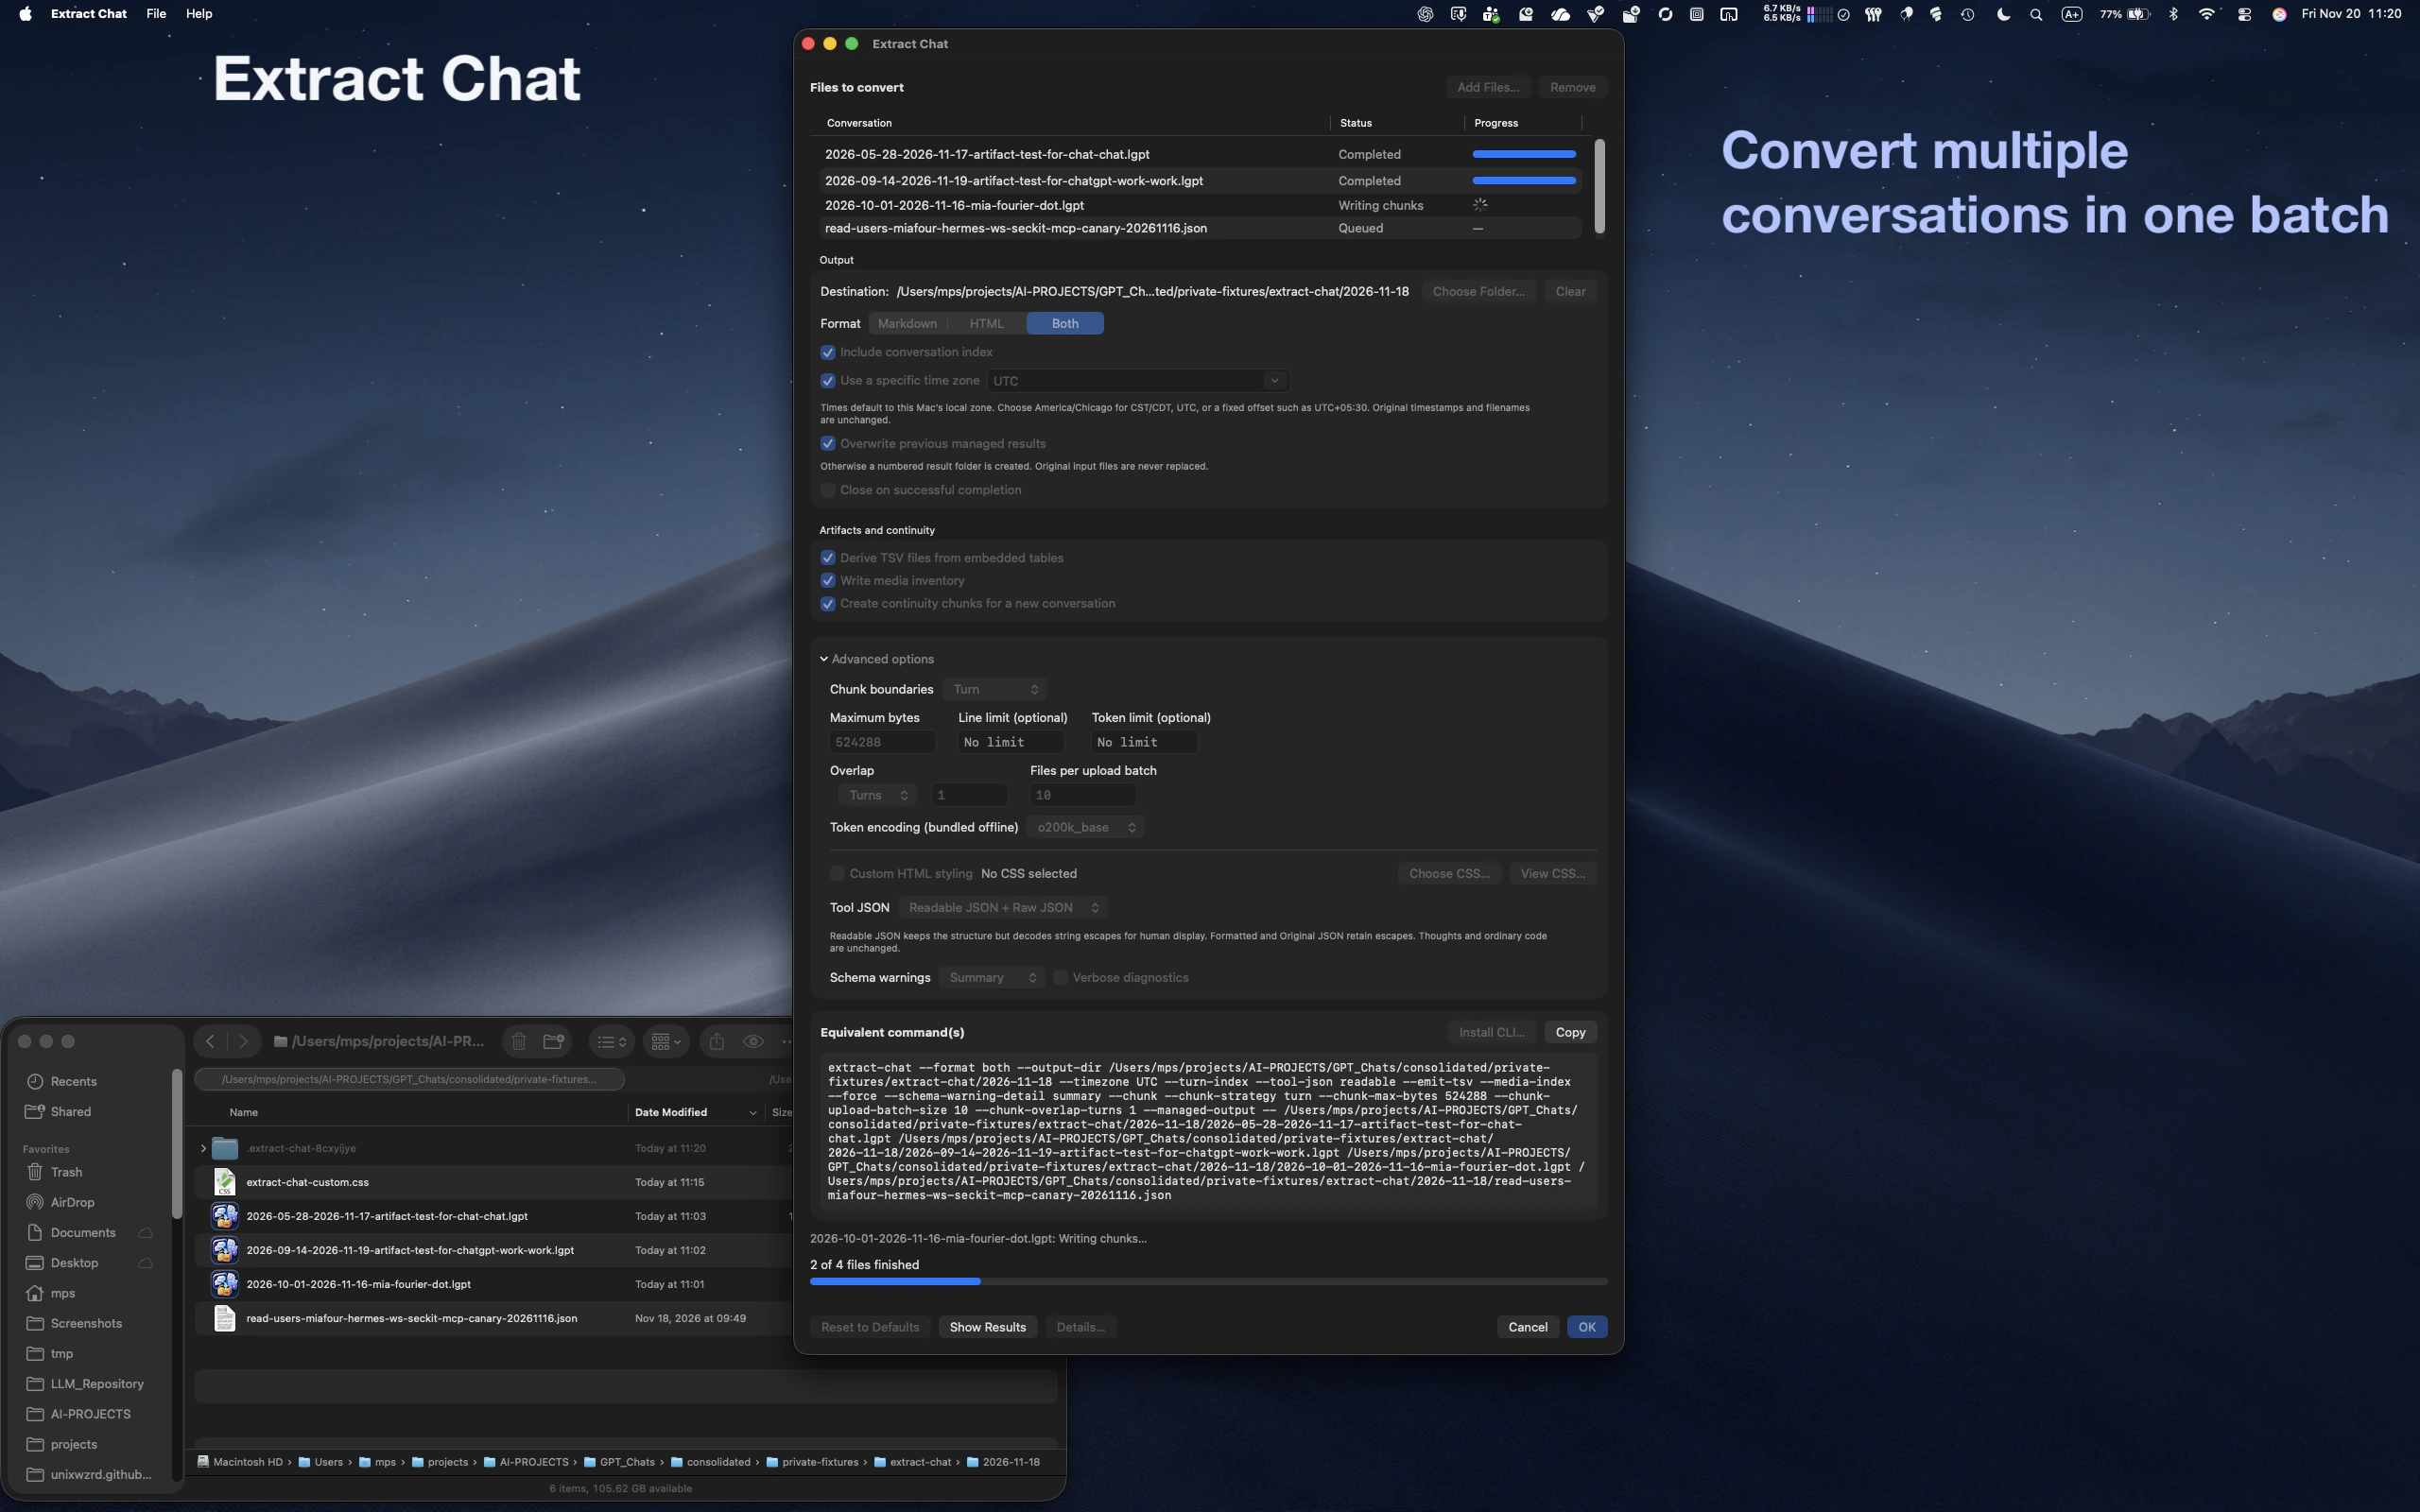 Extract Chat File Help
6.7 KB/s
6.5 KB/s
A+
77%
Fri Nov 20 11:20
Extract Chat
Convert multiple
conversations in one batch
Extract Chat
Files to convert
Add Files...
Remove
Conversation Status Progress
2026-05-28-2026-11-17-artifact-test-for-chat-chat.lgpt Completed
2026-09-14-2026-11-19-artifact-test-for-chatgpt-work-work.lgpt Completed
2026-10-01-2026-11-16-mia-fourier-dot.lgpt Writing chunks
read-users-miafour-hermes-ws-seckit-mcp-canary-20261116.json Queued —
Output
Destination: /Users/mps/projects/AI-PROJECTS/GPT_Ch...ted/private-fixtures/extract-chat/2026-11-18 Choose Folder... Clear
Format Markdown HTML Both
Include conversation index
Use a specific time zone UTC
Times default to this Mac's local zone. Choose America/Chicago for CST/CDT, UTC, or a fixed offset such as UTC+05:30. Original timestamps and filenames
are unchanged.
Overwrite previous managed results
Otherwise a numbered result folder is created. Original input files are never replaced.
Close on successful completion
Artifacts and continuity
Derive TSV files from embedded tables
Write media inventory
Create continuity chunks for a new conversation
Advanced options
Chunk boundaries Turn
Maximum bytes Line limit (optional) Token limit (optional)
524288 No limit No limit
Overlap Files per upload batch
Turns 1 10
Token encoding (bundled offline) o200k_base
Custom HTML styling No CSS selected Choose CSS... View CSS...
Tool JSON Readable JSON + Raw JSON
Readable JSON keeps the structure but decodes string escapes for human display. Formatted and Original JSON retain escapes. Thoughts and ordinary code
are unchanged.
Schema warnings Summary Verbose diagnostics
Equivalent command(s) Install CLI... Copy
extract-chat --format both --output-dir /Users/mps/projects/AI-PROJECTS/GPT_Chats/consolidated/private-
fixtures/extract-chat/2026-11-18 --timezone UTC --turn-index --tool-json readable --emit-tsv --media-index
--force --schema-warning-detail summary --chunk --chunk-strategy turn --chunk-max-bytes 524288 --chunk-
upload-batch-size 10 --chunk-overlap-turns 1 --managed-output -- /Users/mps/projects/AI-PROJECTS/GPT_Chats/
consolidated/private-fixtures/extract-chat/2026-11-18/2026-05-28-2026-11-17-artifact-test-for-chat-
chat.lgpt /Users/mps/projects/AI-PROJECTS/GPT_Chats/consolidated/private-fixtures/extract-chat/
2026-11-18/2026-09-14-2026-11-19-artifact-test-for-chatgpt-work-work.lgpt /Users/mps/projects/AI-PROJECTS/
GPT_Chats/consolidated/private-fixtures/extract-chat/2026-11-18/2026-10-01-2026-11-16-mia-fourier-dot.lgpt /
Users/mps/projects/AI-PROJECTS/GPT_Chats/consolidated/private-fixtures/extract-chat/2026-11-18/read-users-
miafour-hermes-ws-seckit-mcp-canary-20261116.json
2026-10-01-2026-11-16-mia-fourier-dot.lgpt: Writing chunks...
2 of 4 files finished
Reset to Defaults Show Results Details... Cancel OK
/Users/mps/projects/AI-PR...
/Users/mps/projects/AI-PROJECTS/GPT_Chats/consolidated/private-fixtures... /Use
Name Date Modified Size
.extract-chat-8cxyijye Today at 11:20 2
extract-chat-custom.css Today at 11:15
CSS
2026-05-28-2026-11-17-artifact-test-for-chat-chat.lgpt Today at 11:03 1
2026-09-14-2026-11-19-artifact-test-for-chatgpt-work-work.lgpt Today at 11:02
2026-10-01-2026-11-16-mia-fourier-dot.lgpt Today at 11:01
read-users-miafour-hermes-ws-seckit-mcp-canary-20261116.json Nov 18, 2026 at 09:49
Recents
Shared
Favorites
Trash
AirDrop
Documents
Desktop
mps
Screenshots
tmp
LLM_Repository
AI-PROJECTS
projects
unixwzrd.github...
Macintosh HD › Users › mps › projects › AI-PROJECTS › GPT_Chats › consolidated › private-fixtures › extract-chat › 2026-11-18
6 items, 105.62 GB available